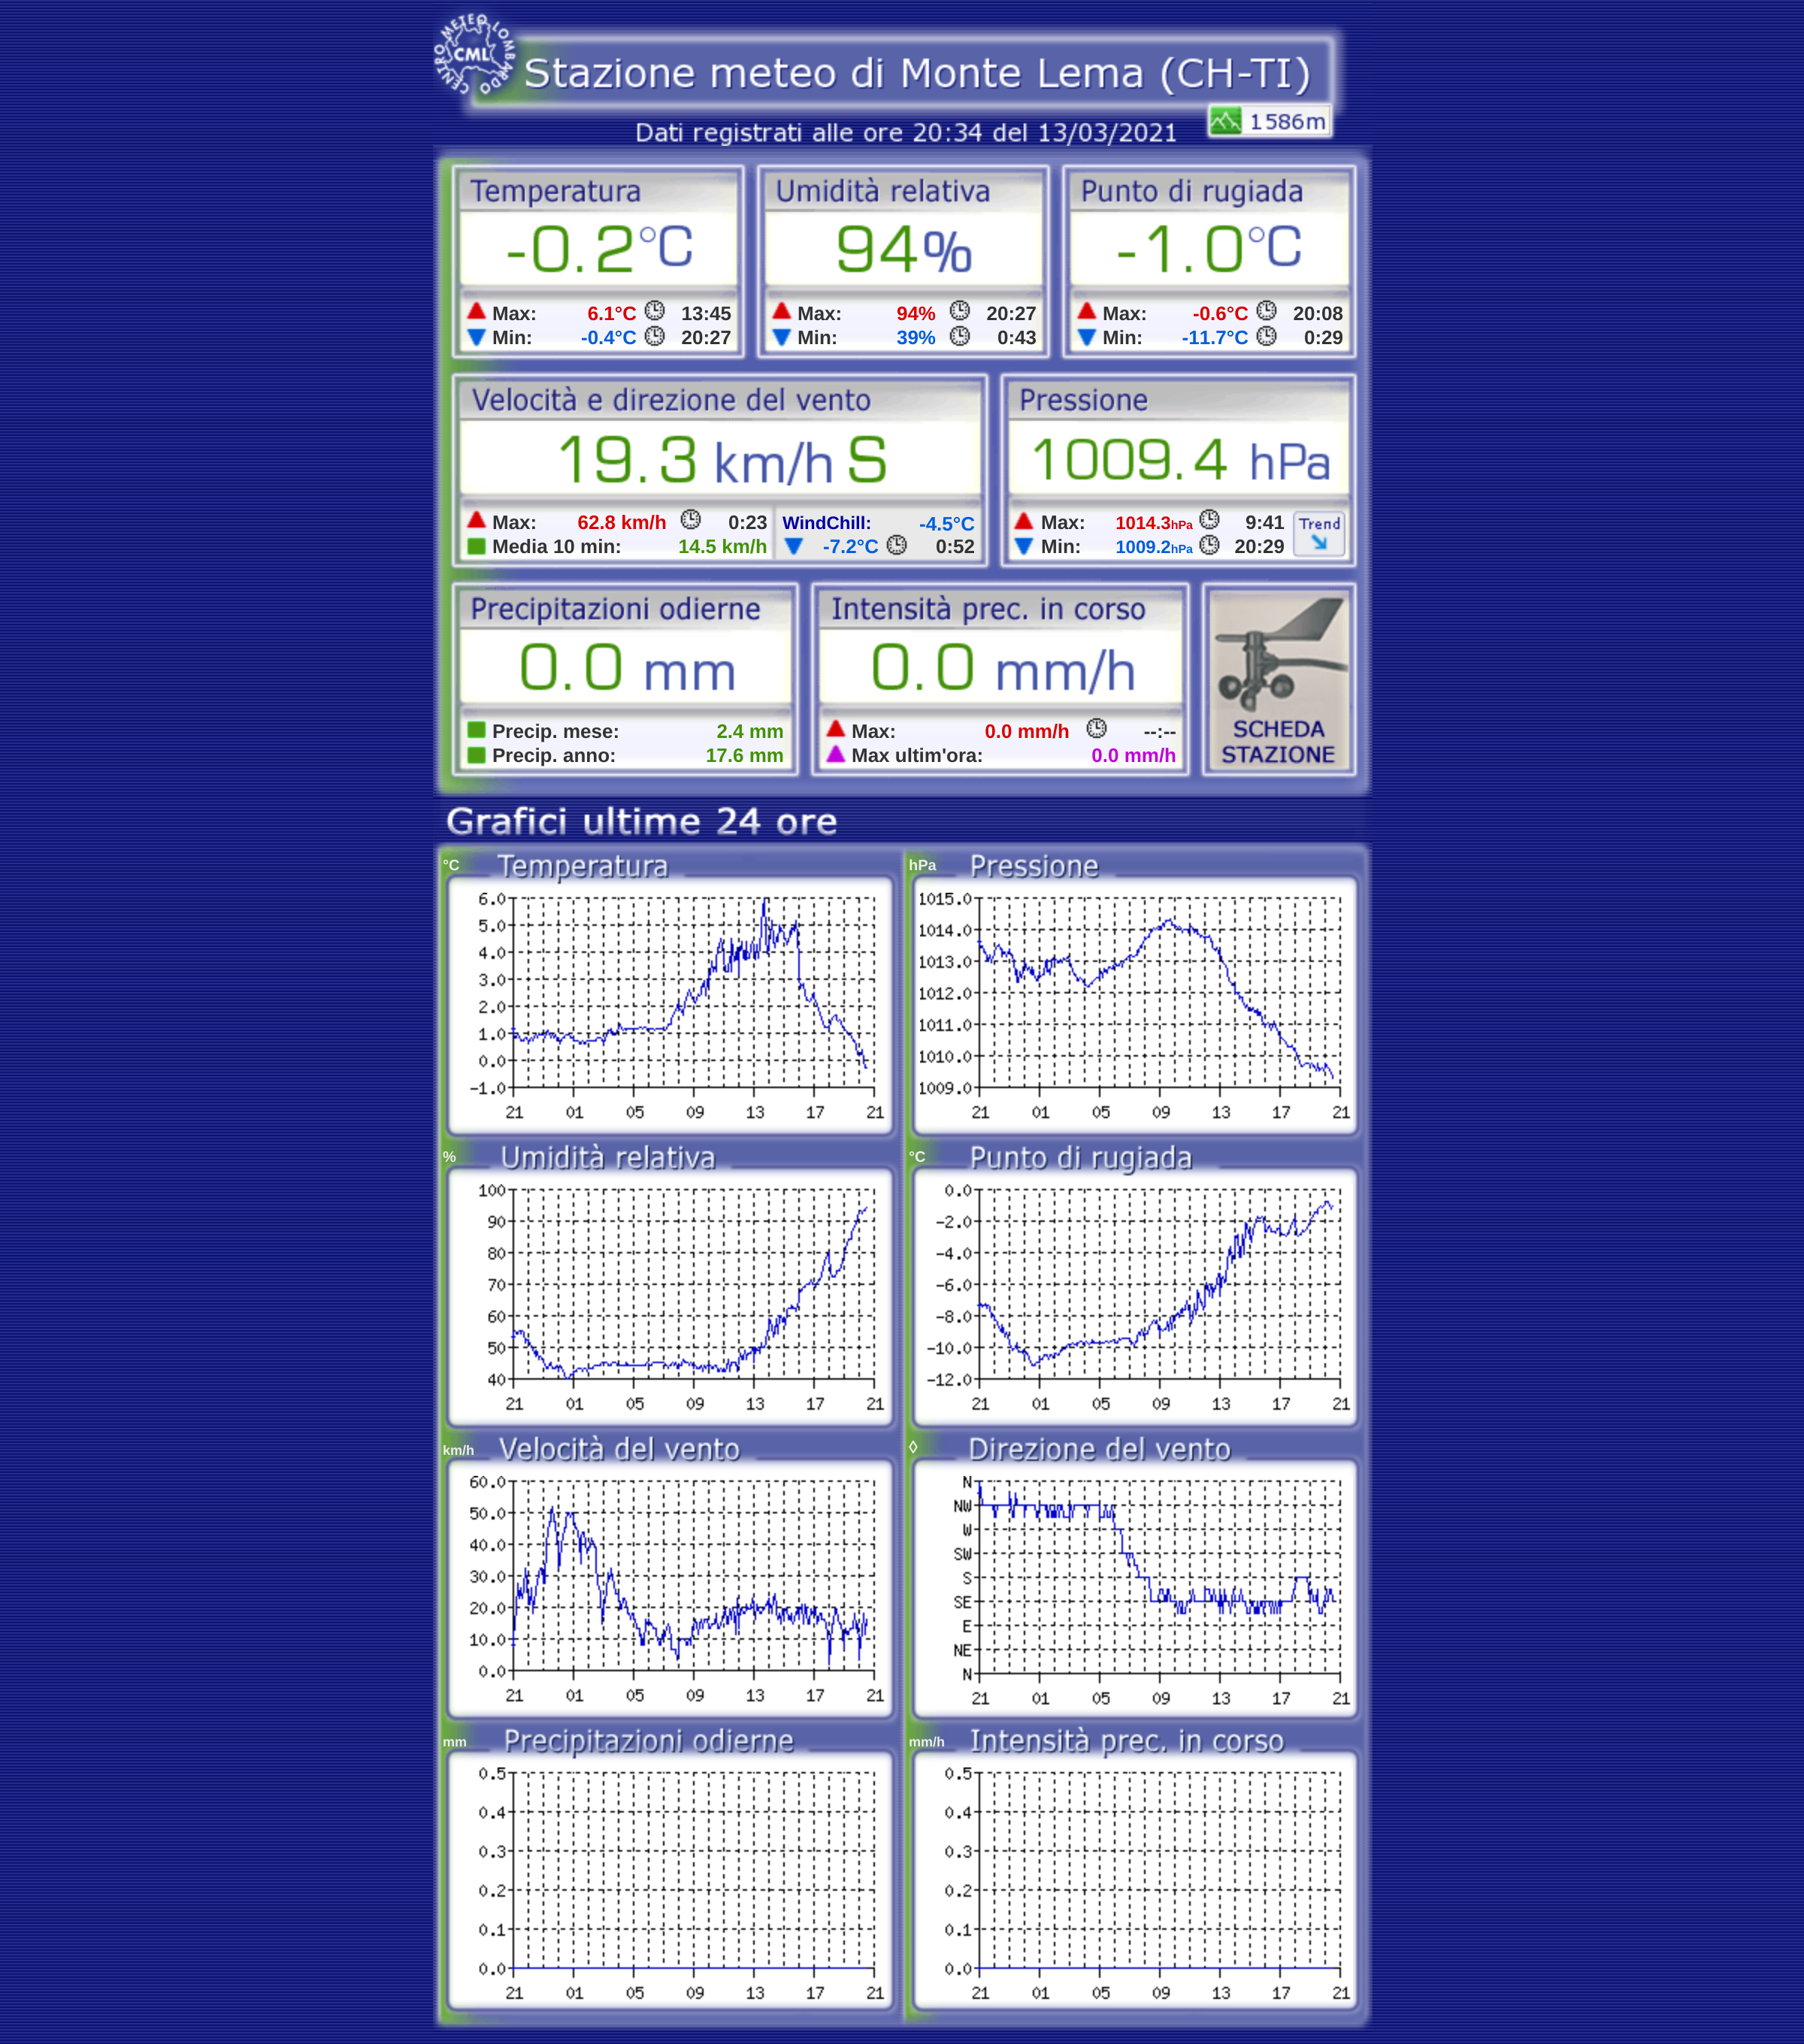 CENTRO METEO LOMBARDO
CML
Stazione meteo di Monte Lema (CH-TI)
1586m
Dati registrati alle ore 20:34 del 13/03/2021
Temperatura
-0.2°C
Max: 6.1°C 13:45
Min: -0.4°C 20:27
Umidità relativa
94%
Max: 94% 20:27
Min: 39% 0:43
Punto di rugiada
-1.0°C
Max: -0.6°C 20:08
Min: -11.7°C 0:29
Velocità e direzione del vento
19.3 km/h S
Max: 62.8 km/h 0:23
Media 10 min: 14.5 km/h
WindChill: -4.5°C
-7.2°C 0:52
Pressione
1009.4 hPa
Max: 1014.3hPa 9:41
Min: 1009.2hPa 20:29
Trend
Precipitazioni odierne
0.0 mm
Precip. mese: 2.4 mm
Precip. anno: 17.6 mm
Intensità prec. in corso
0.0 mm/h
Max: 0.0 mm/h --:--
Max ultim'ora: 0.0 mm/h
SCHEDA
STAZIONE
Grafici ultime 24 ore
°C Temperatura
6.0
5.0
4.0
3.0
2.0
1.0
0.0
-1.0
21 01 05 09 13 17 21
hPa Pressione
1015.0
1014.0
1013.0
1012.0
1011.0
1010.0
1009.0
21 01 05 09 13 17 21
% Umidità relativa
100
90
80
70
60
50
40
21 01 05 09 13 17 21
°C Punto di rugiada
0.0
-2.0
-4.0
-6.0
-8.0
-10.0
-12.0
21 01 05 09 13 17 21
km/h Velocità del vento
60.0
50.0
40.0
30.0
20.0
10.0
0.0
21 01 05 09 13 17 21
◊ Direzione del vento
N
NW
W
SW
S
SE
E
NE
N
21 01 05 09 13 17 21
mm Precipitazioni odierne
0.5
0.4
0.3
0.2
0.1
0.0
21 01 05 09 13 17 21
mm/h Intensità prec. in corso
0.5
0.4
0.3
0.2
0.1
0.0
21 01 05 09 13 17 21